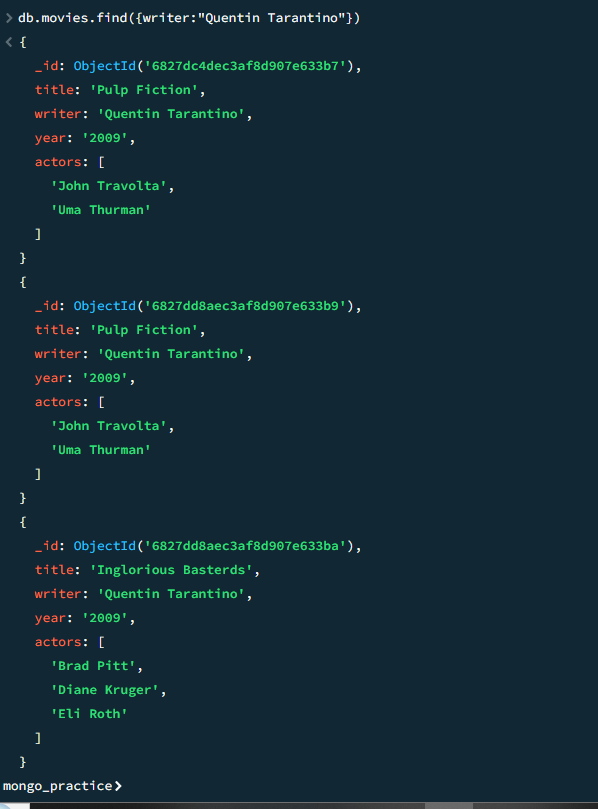 db.movies.find({writer:"Quentin Tarantino"})
{
_id: ObjectId('6827dc4dec3af8d907e633b7'),
title: 'Pulp Fiction',
writer: 'Quentin Tarantino',
year: '2009',
actors: [
'John Travolta',
'Uma Thurman'
]
}
{
_id: ObjectId('6827dd8aec3af8d907e633b9'),
title: 'Pulp Fiction',
writer: 'Quentin Tarantino',
year: '2009',
actors: [
'John Travolta',
'Uma Thurman'
]
}
{
_id: ObjectId('6827dd8aec3af8d907e633ba'),
title: 'Inglorious Basterds',
writer: 'Quentin Tarantino',
year: '2009',
actors: [
'Brad Pitt',
'Diane Kruger',
'Eli Roth'
]
}
mongo_practice>